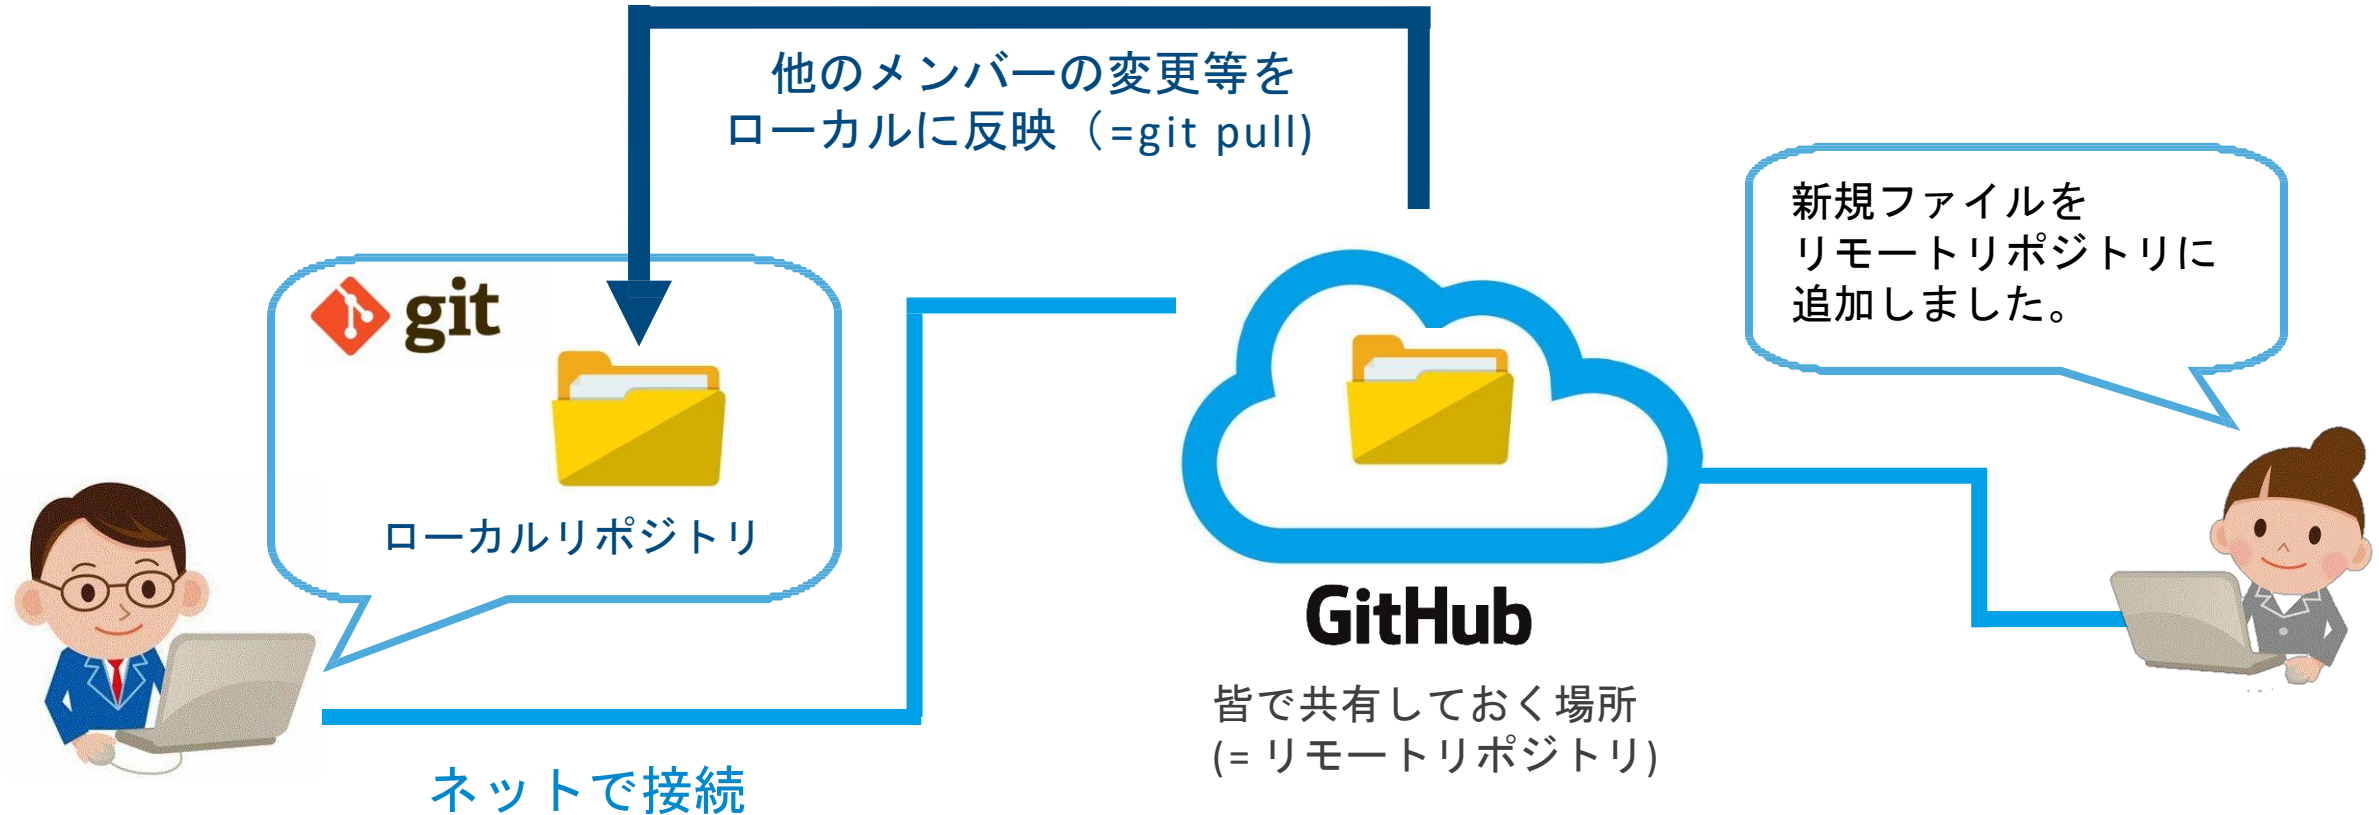 他のメンバーの変更等を
ローカルに反映（=git pull)
新規ファイルを
リモートリポジトリに
追加しました。
git
ローカルリポジトリ
GitHub
皆で共有しておく場所
(= リモートリポジトリ)
ネットで接続